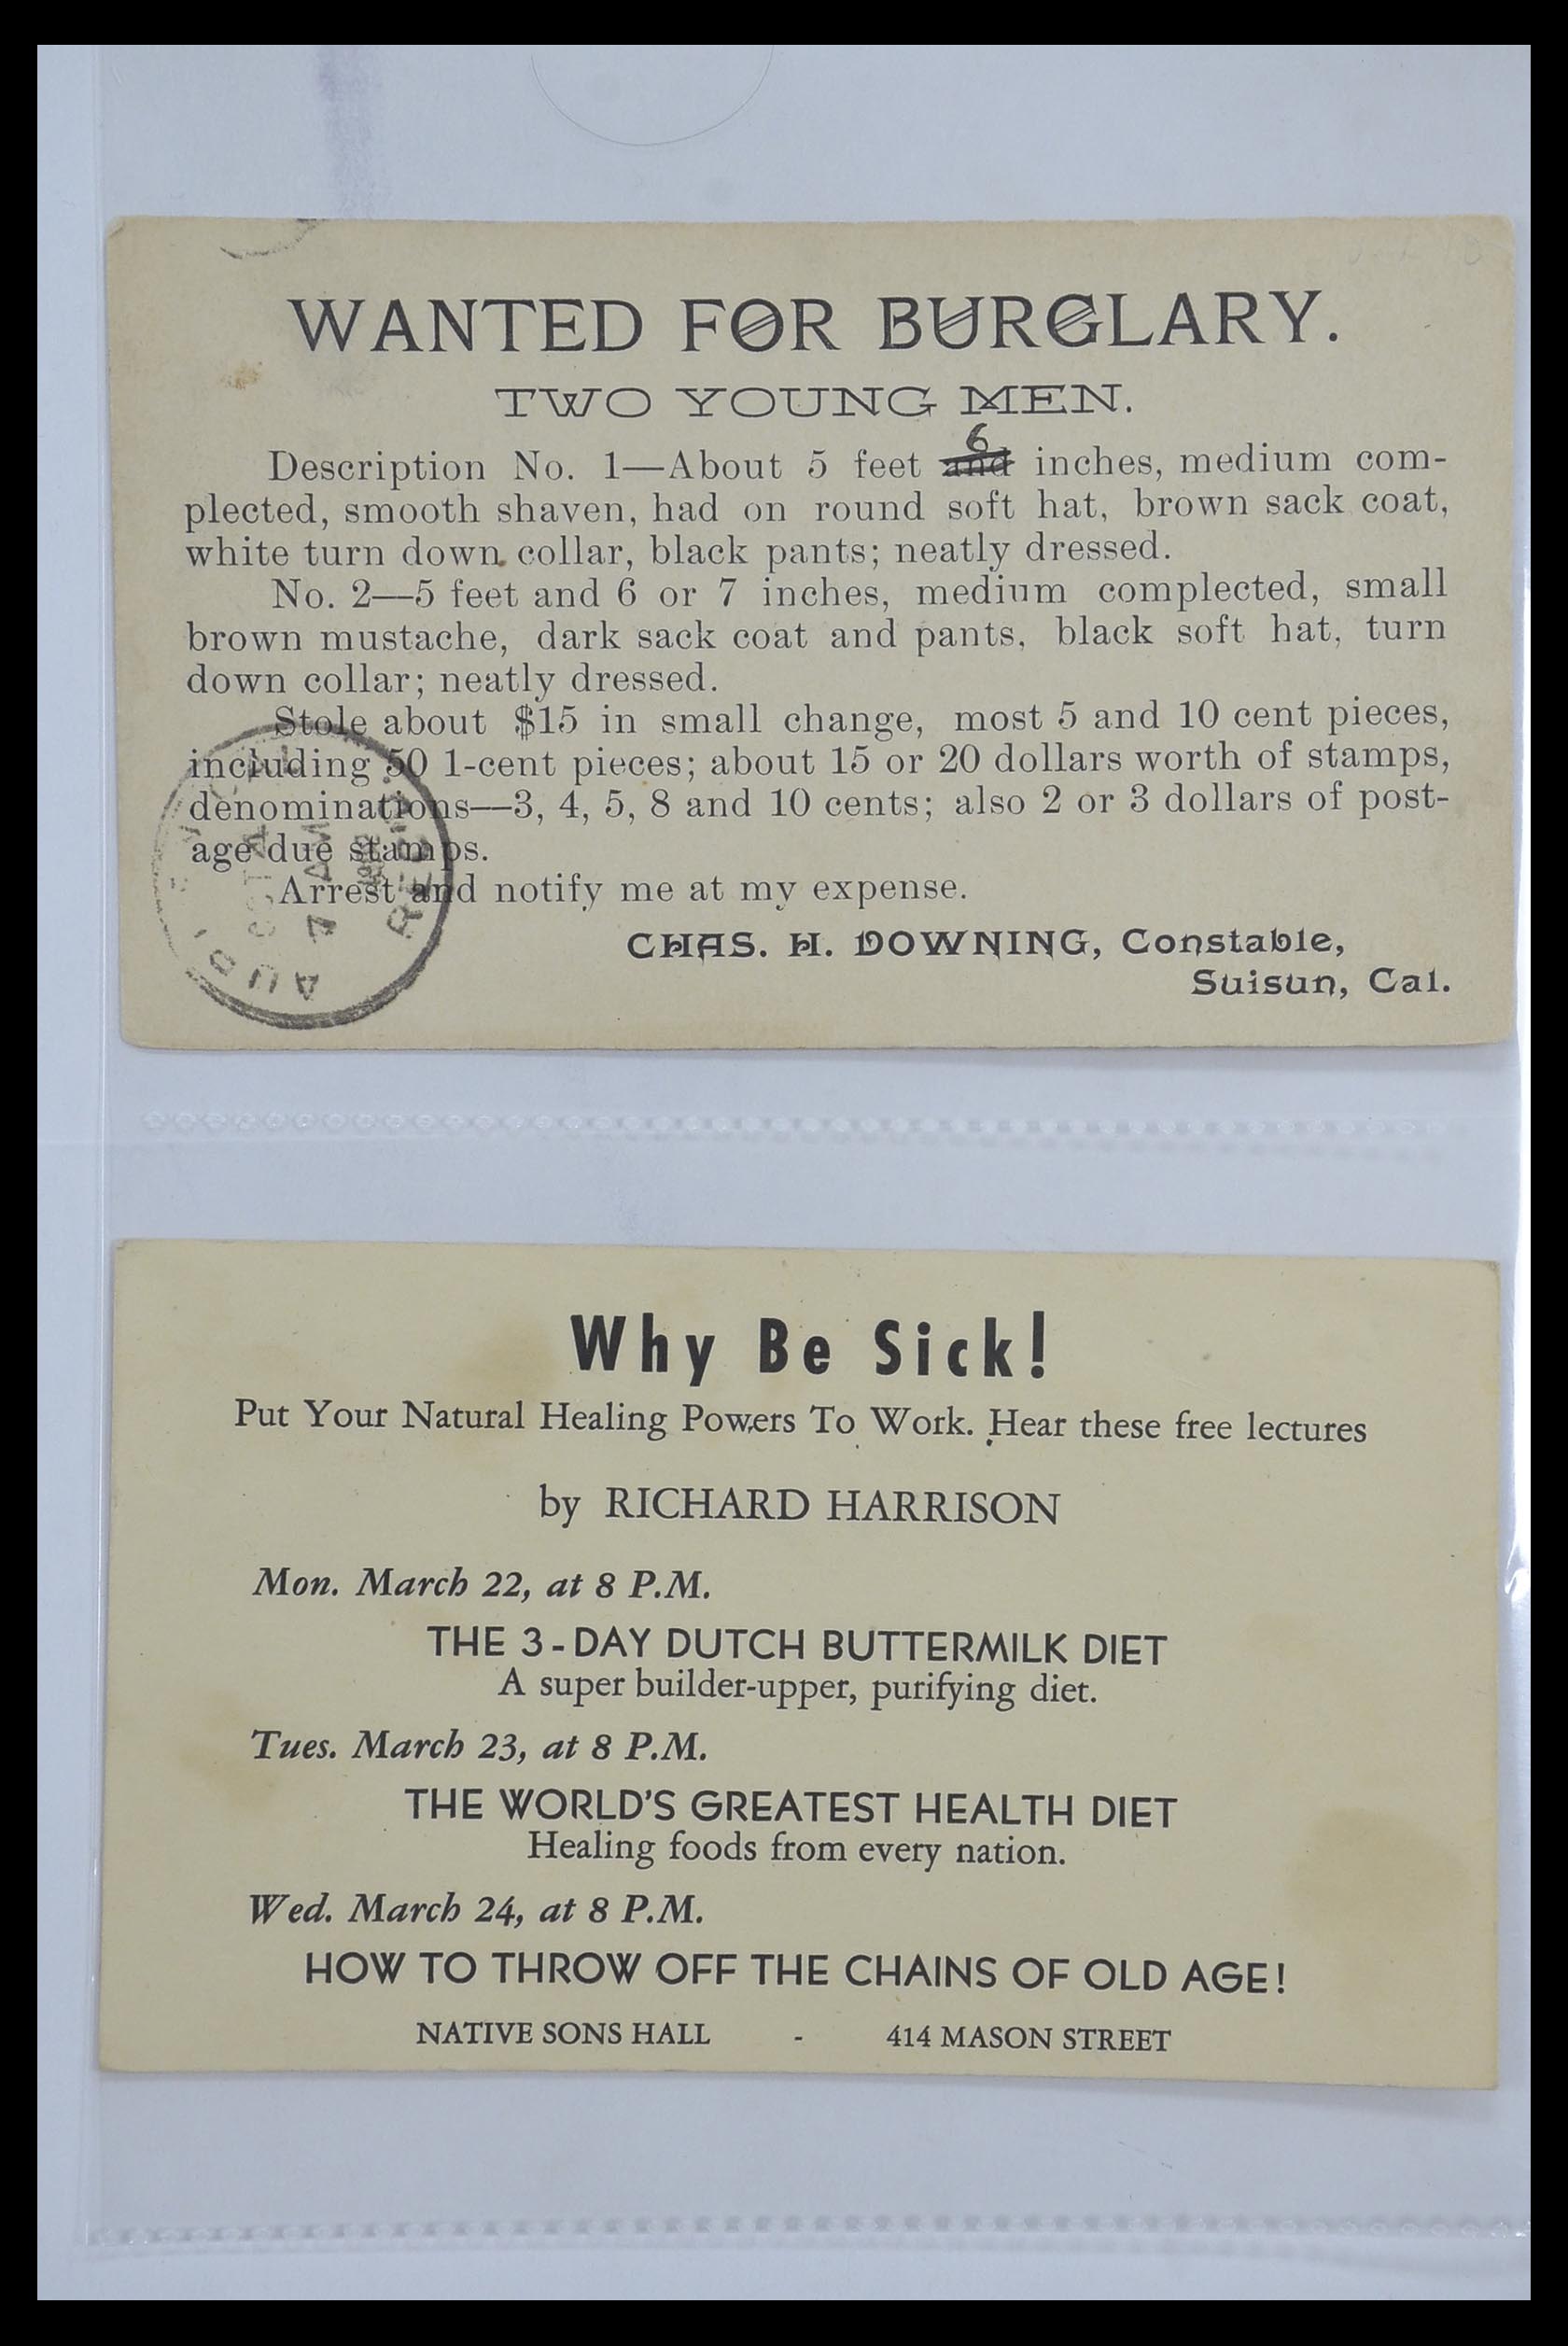 WANTED FOR BURGLARY.
TWO YOUNG MEN.
6
Description No. 1—About 5 feet and inches, medium com-
plected, smooth shaven, had on round soft hat, brown sack coat,
white turn down collar, black pants; neatly dressed.
No. 2—5 feet and 6 or 7 inches, medium complected, small
brown mustache, dark sack coat and pants, black soft hat, turn
down collar; neatly dressed.
Stole about $15 in small change, most 5 and 10 cent pieces,
including 50 1-cent pieces; about 15 or 20 dollars worth of stamps,
denominations—3, 4, 5, 8 and 10 cents; also 2 or 3 dollars of post-
age due stamps.
Arrest and notify me at my expense.
CHAS. H. DOWNING, Constable,
Suisun, Cal.
Why Be Sick!
Put Your Natural Healing Powers To Work. Hear these free lectures
by RICHARD HARRISON
Mon. March 22, at 8 P.M.
THE 3-DAY DUTCH BUTTERMILK DIET
A super builder-upper, purifying diet.
Tues. March 23, at 8 P.M.
THE WORLD'S GREATEST HEALTH DIET
Healing foods from every nation.
Wed. March 24, at 8 P.M.
HOW TO THROW OFF THE CHAINS OF OLD AGE!
NATIVE SONS HALL - 414 MASON STREET